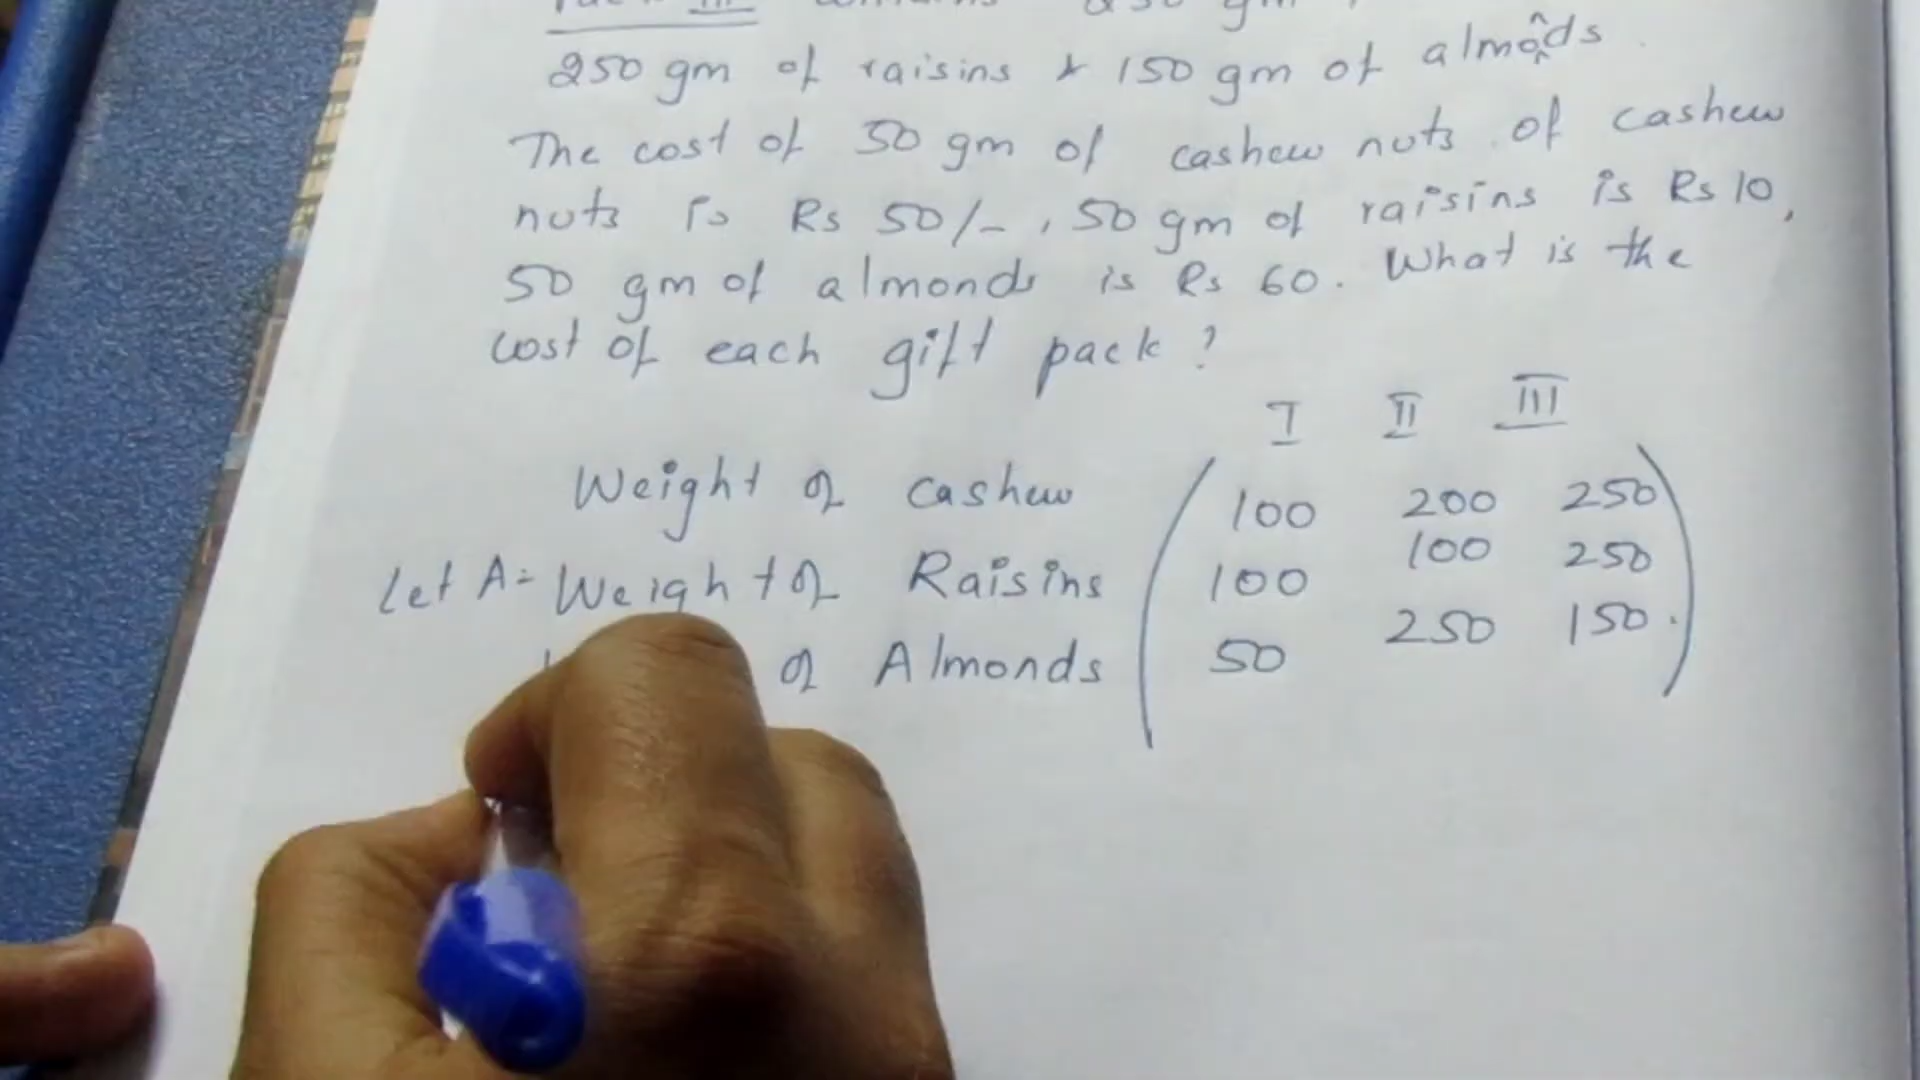 250 gm of raisins & 150 gm of almods.
The cost of 50 gm of cashew nuts of cashew
nuts is Rs 50/-, 50 gm of raisins is Rs 10,
50 gm of almonds is Rs 60. What is the
cost of each gift pack?
I II III
Weight of cashew 100 200 250
Let A = Weight of Raisins 100 100 250
of Almonds 50 250 150.